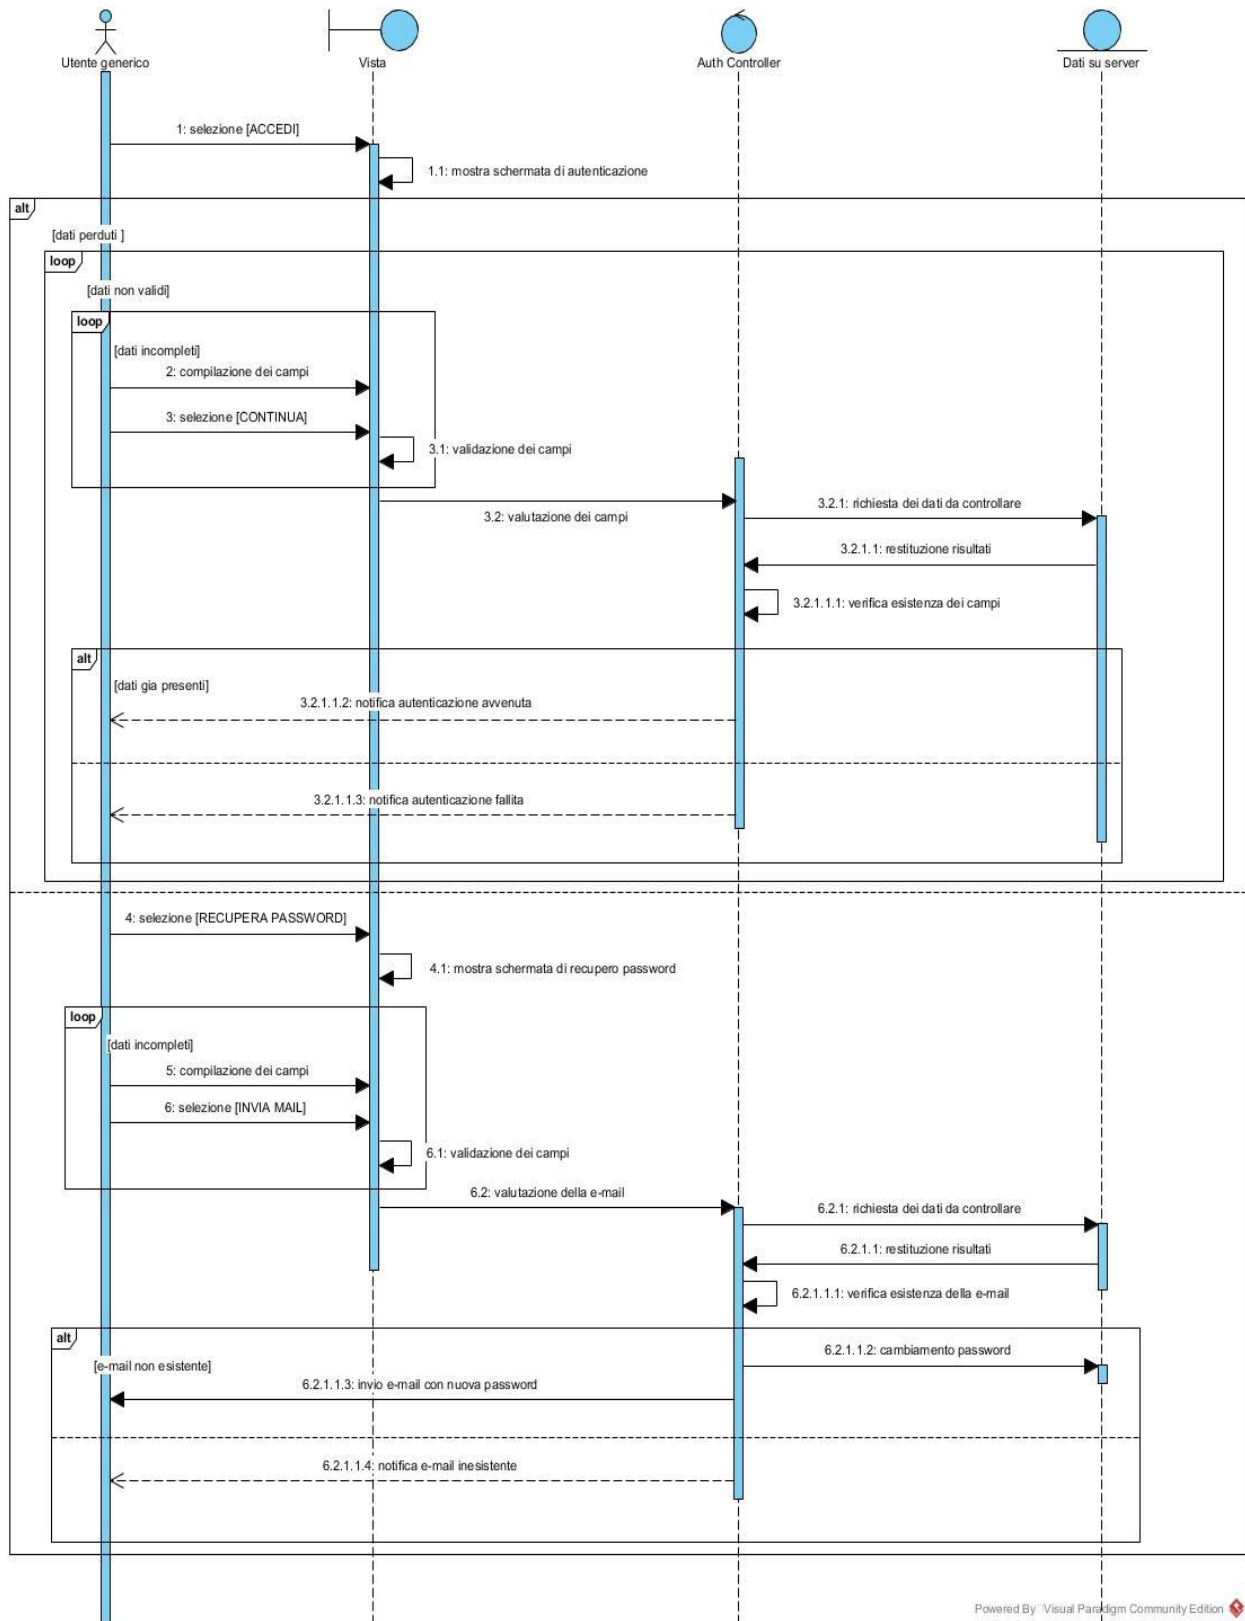 Utente generico
Vista
Auth Controller
Dati su server
1: selezione [ACCEDI]
1.1: mostra schermata di autenticazione
alt
[dati perduti ]
loop
[dati non validi]
loop
[dati incompleti]
2: compilazione dei campi
3: selezione [CONTINUA]
3.1: validazione dei campi
3.2: valutazione dei campi
3.2.1: richiesta dei dati da controllare
3.2.1.1: restituzione risultati
3.2.1.1.1: verifica esistenza dei campi
alt
[dati gia presenti]
3.2.1.1.2: notifica autenticazione avvenuta
3.2.1.1.3: notifica autenticazione fallita
4: selezione [RECUPERA PASSWORD]
4.1: mostra schermata di recupero password
loop
[dati incompleti]
5: compilazione dei campi
6: selezione [INVIA MAIL]
6.1: validazione dei campi
6.2: valutazione della e-mail
6.2.1: richiesta dei dati da controllare
6.2.1.1: restituzione risultati
6.2.1.1.1: verifica esistenza della e-mail
alt
6.2.1.1.2: cambiamento password
[e-mail non esistente]
6.2.1.1.3: invio e-mail con nuova password
6.2.1.1.4: notifica e-mail inesistente
Powered By Visual Paradigm Community Edition